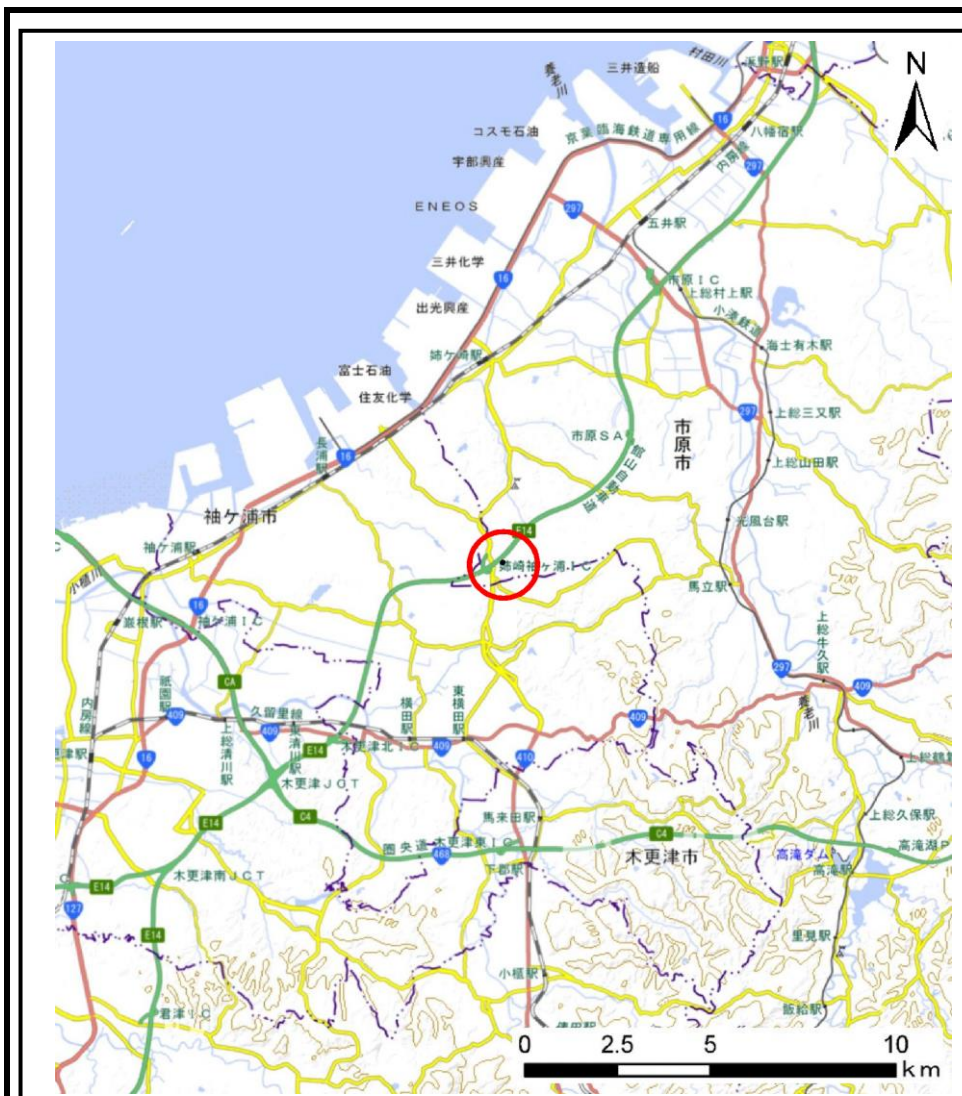 村田川
浜野駅
N
三井造船
養老川
16
八幡宿駅
コスモ石油
京葉臨海鉄道専用線
内房線
297
宇部興産
ENEOS
297
五井駅
三井化学
16
市原IC
上総村上駅
出光興産
小湊鉄道
海士有木駅
姉ケ崎駅
富士石油
住友化学
297
上総三又駅
市原市
市原SA
長浦駅
16
上総山田駅
館山自動車道
袖ケ浦市
光風台駅
E14
袖ケ浦駅
姉崎袖ケ浦IC
小櫃川
馬立駅
16
巌根駅
袖ケ浦IC
上総牛久駅
297
409
CA
祇園駅
養老川
横田駅
東横田駅
409
内房線
409
久留里線
409
東清川駅
上総清川駅
E14
木更津北IC
409
410
16
木更津JCT
C4
E14
馬来田駅
100
C4
100
上総久保駅
圏央道
木更津東IC
468
木更津市
高滝ダム
高滝駅
下郡駅
木更津南JCT
E14
127
E14
里見駅
小櫃駅
君津IC
飯給駅
0
2.5
5
10
km